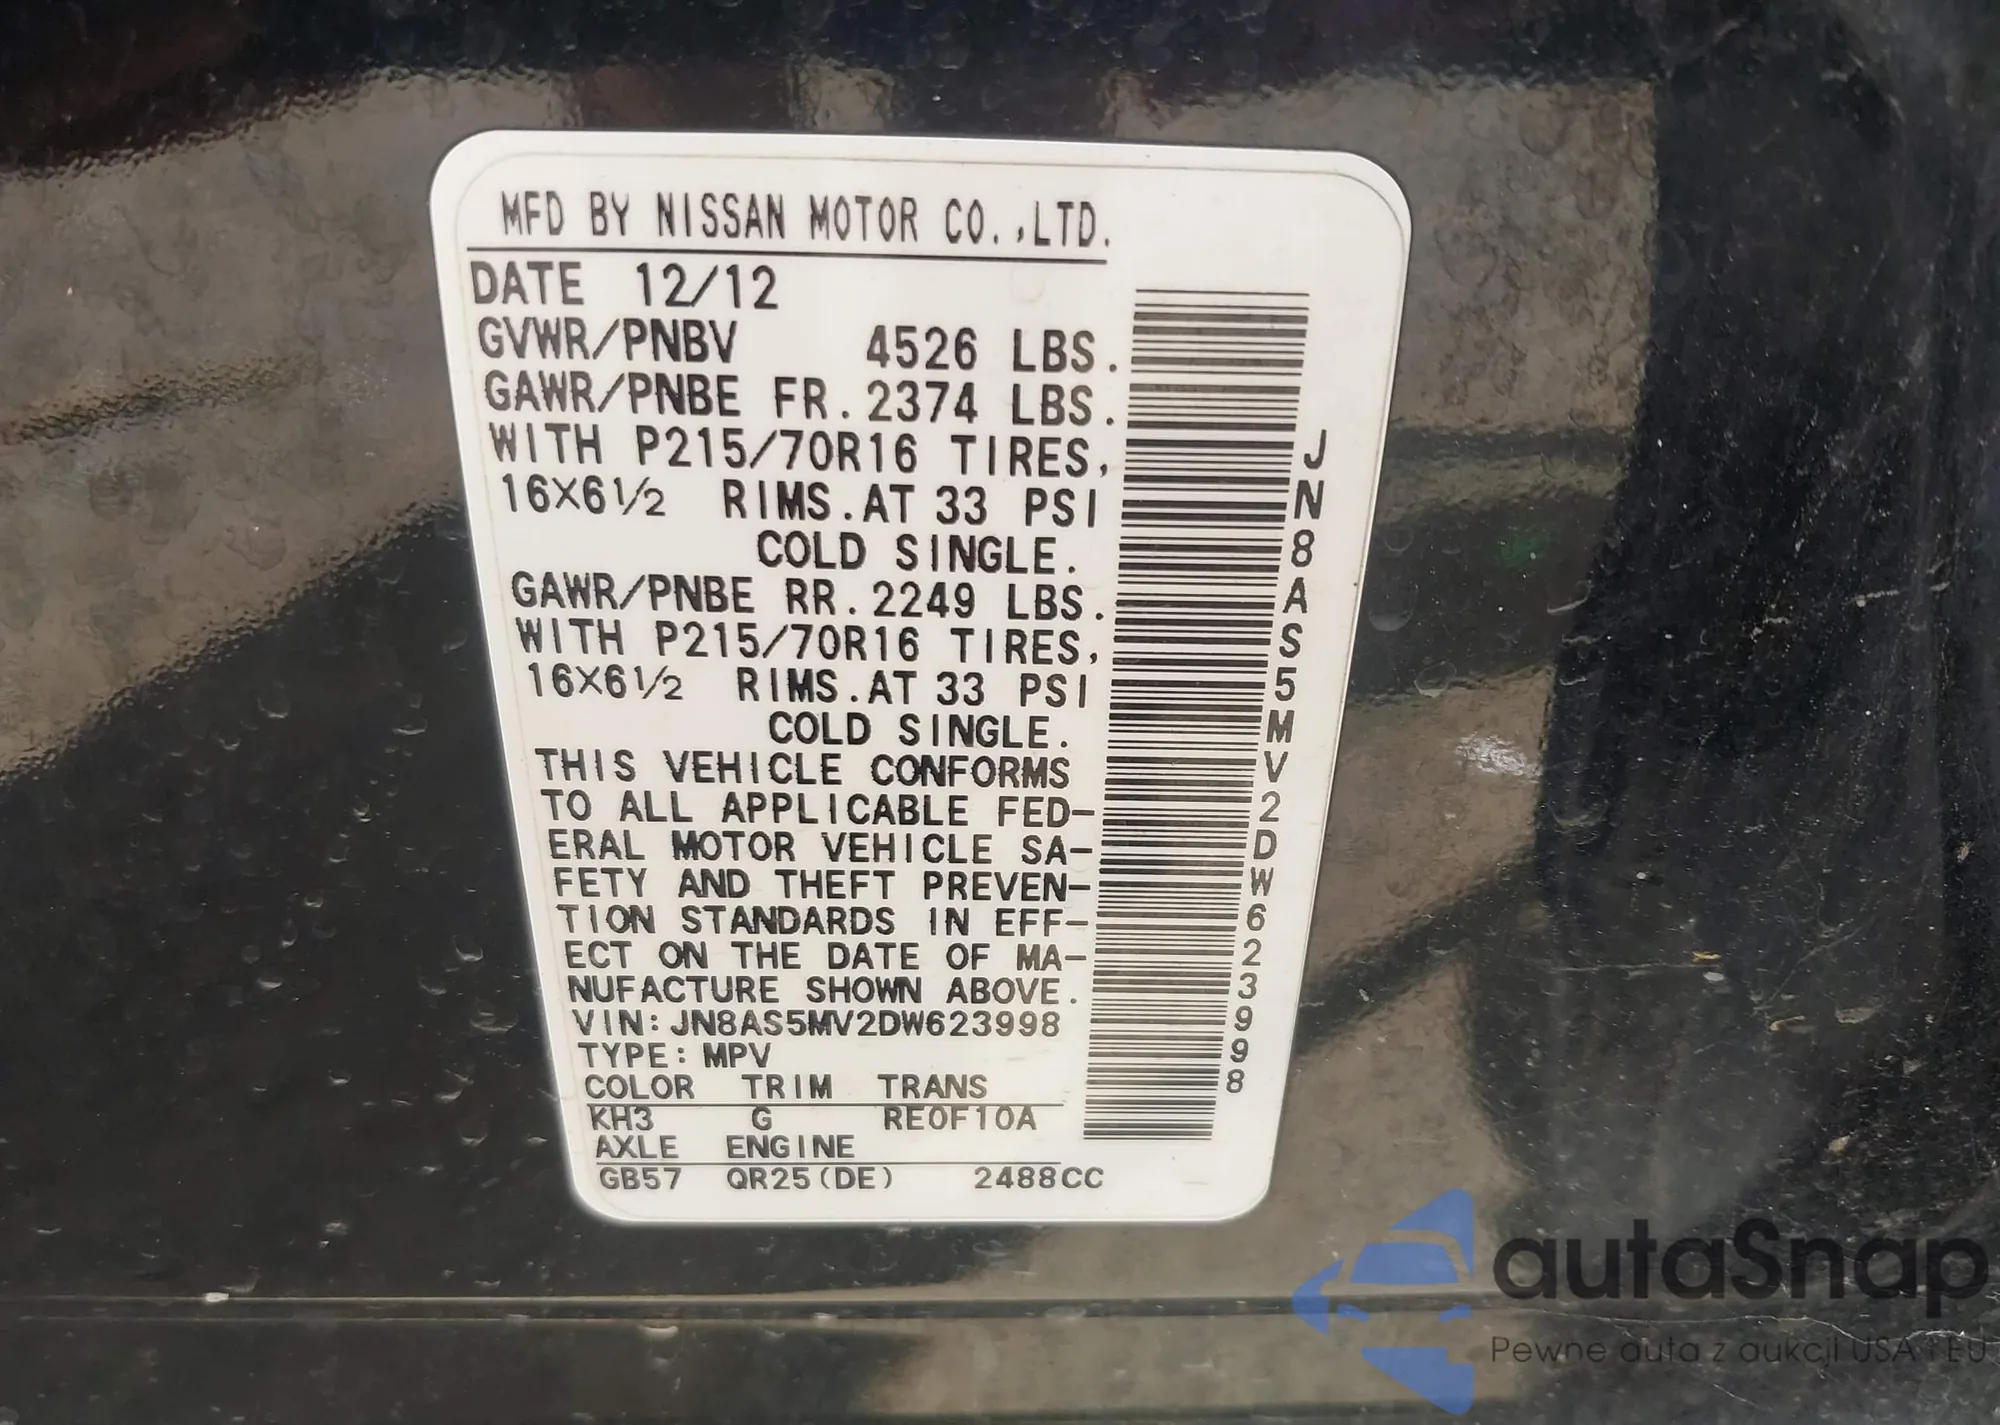 MFD BY NISSAN MOTOR CO.,LTD.
DATE 12/12
GVWR/PNBV 4526 LBS.
GAWR/PNBE FR.2374 LBS.
WITH P215/70R16 TIRES,
16X6½ RIMS.AT 33 PSI
COLD SINGLE.
GAWR/PNBE RR.2249 LBS.
WITH P215/70R16 TIRES,
16X6½ RIMS.AT 33 PSI
COLD SINGLE.
THIS VEHICLE CONFORMS
TO ALL APPLICABLE FED-
ERAL MOTOR VEHICLE SA-
FETY AND THEFT PREVEN-
TION STANDARDS IN EFF-
ECT ON THE DATE OF MA-
NUFACTURE SHOWN ABOVE.
VIN:JN8AS5MV2DW623998
TYPE:MPV
COLOR TRIM TRANS
KH3 G RE0F10A
AXLE ENGINE
GB57 QR25(DE) 2488CC
JN8AS5MV2DW623998
autaSnap
Pewne auta z aukcji USA i EU